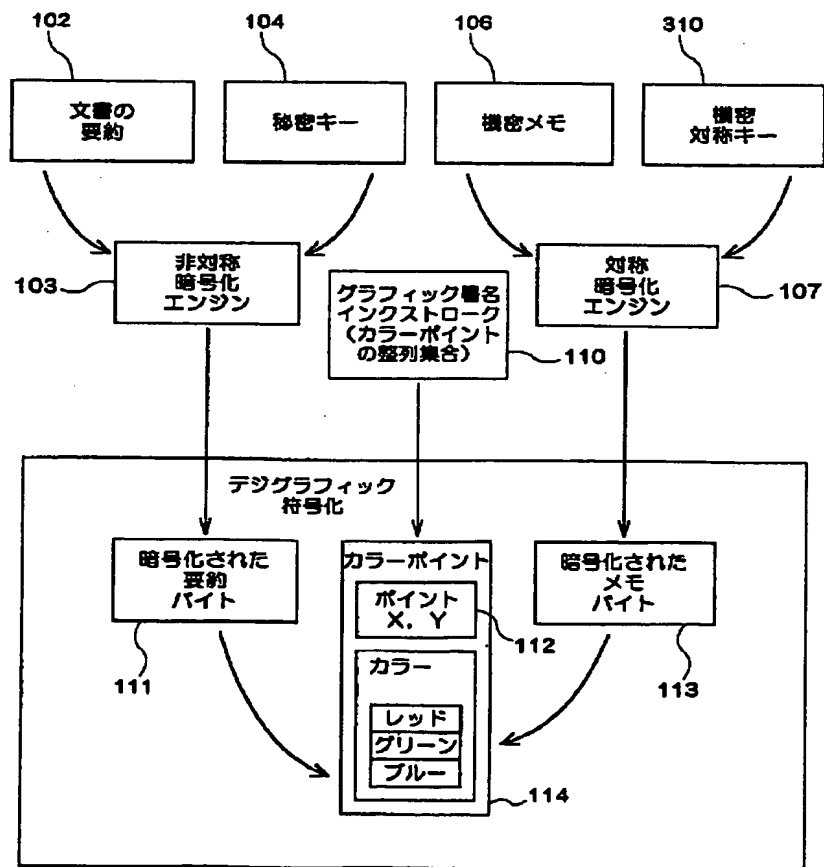 102
104
106
310
文書の
要約
秘密キー
機密メモ
機密
対称キー
103
非対称
暗号化
エンジン
グラフィック署名
インクストローク
(カラーポイント
の整列集合)
110
対称
暗号化
エンジン
107
デジグラフィック
符号化
暗号化された
要約
バイト
111
カラーポイント
ポイント
X, Y
112
カラー
レッド
グリーン
ブルー
114
暗号化された
メモ
バイト
113